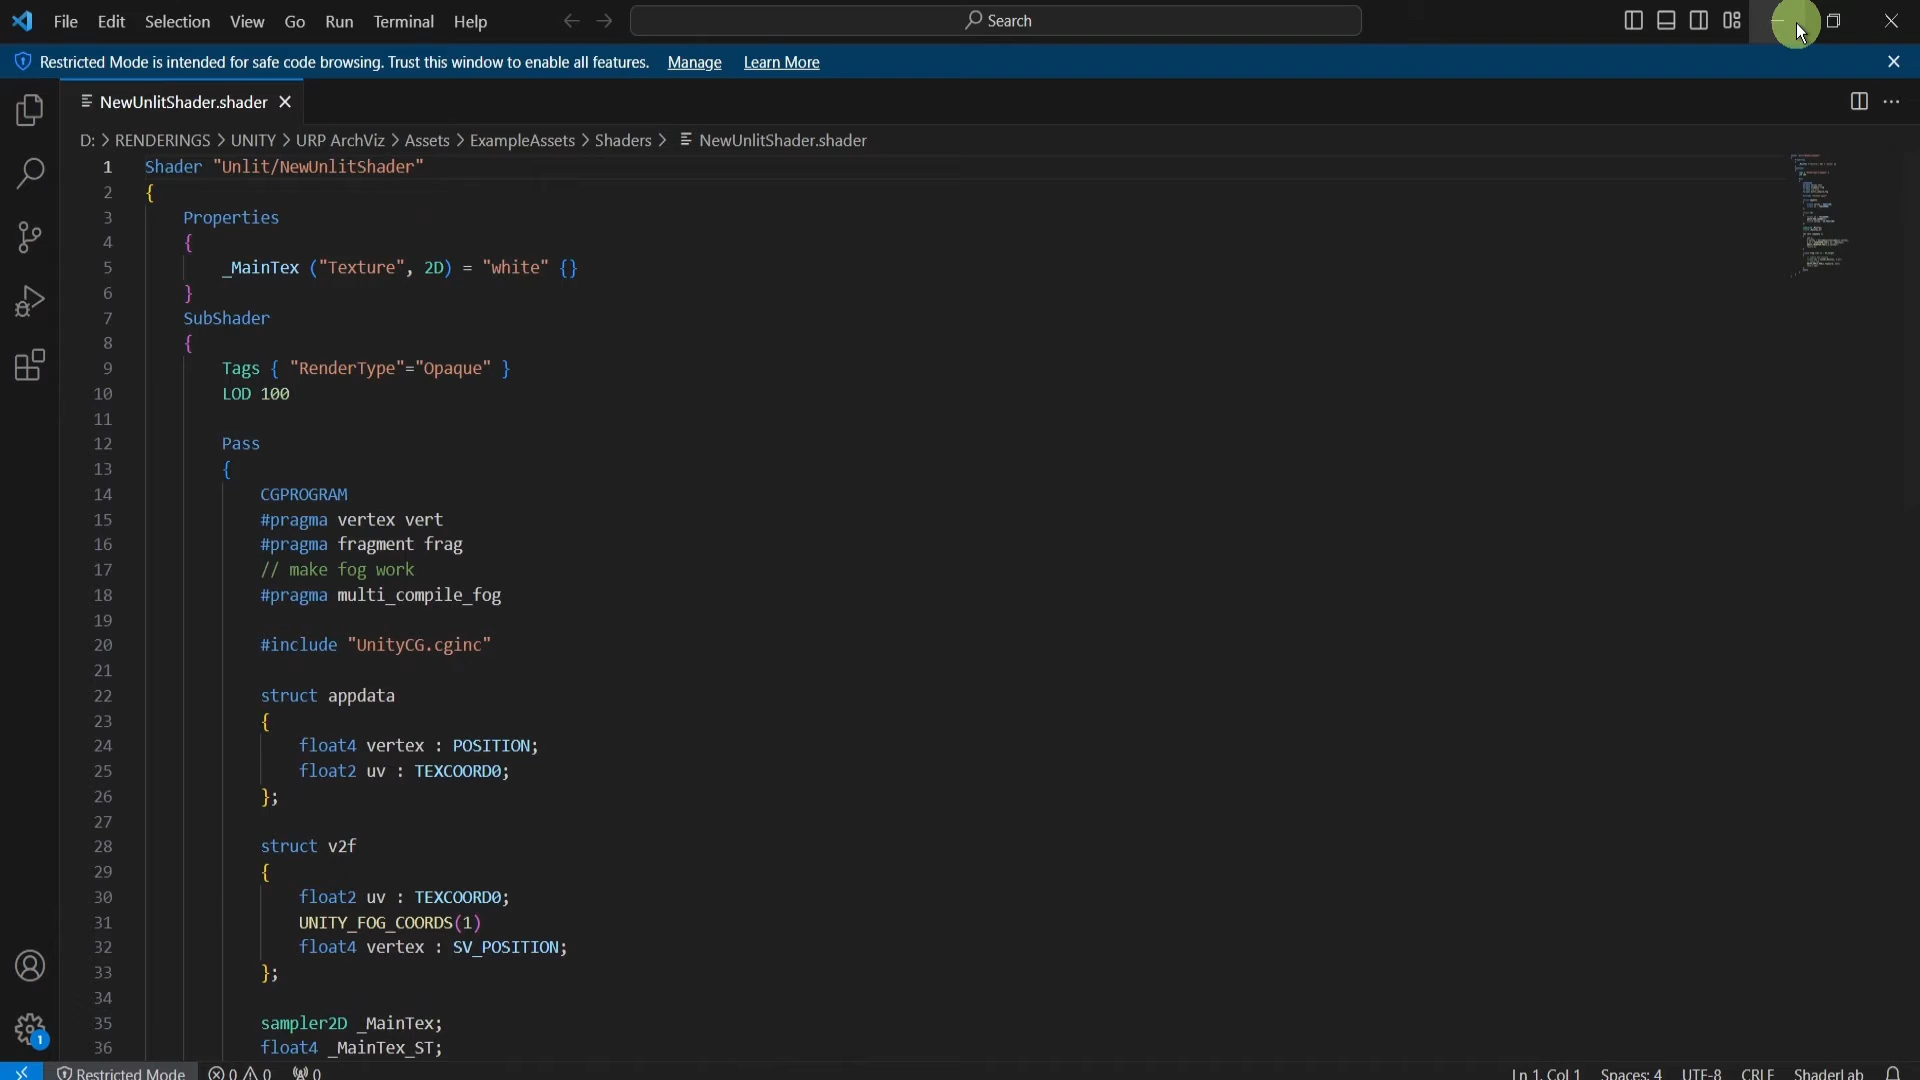 File Edit Selection View Go Run Terminal Help
Search
Restricted Mode is intended for safe code browsing. Trust this window to enable all features. Manage Learn More
NewUnlitShader.shader
D: > RENDERINGS > UNITY > URP ArchViz > Assets > ExampleAssets > Shaders > NewUnlitShader.shader
1 Shader "Unlit/NewUnlitShader"
2 {
3 Properties
4 {
5 _MainTex ("Texture", 2D) = "white" {}
6 }
7 SubShader
8 {
9 Tags { "RenderType"="Opaque" }
10 LOD 100
11
12 Pass
13 {
14 CGPROGRAM
15 #pragma vertex vert
16 #pragma fragment frag
17 // make fog work
18 #pragma multi_compile_fog
19
20 #include "UnityCG.cginc"
21
22 struct appdata
23 {
24 float4 vertex : POSITION;
25 float2 uv : TEXCOORD0;
26 };
27
28 struct v2f
29 {
30 float2 uv : TEXCOORD0;
31 UNITY_FOG_COORDS(1)
32 float4 vertex : SV_POSITION;
33 };
34
35 sampler2D _MainTex;
36 float4 _MainTex_ST;
1
Restricted Mode 0 0 0 Ln 1, Col 1 Spaces: 4 UTF-8 CRLF ShaderLab